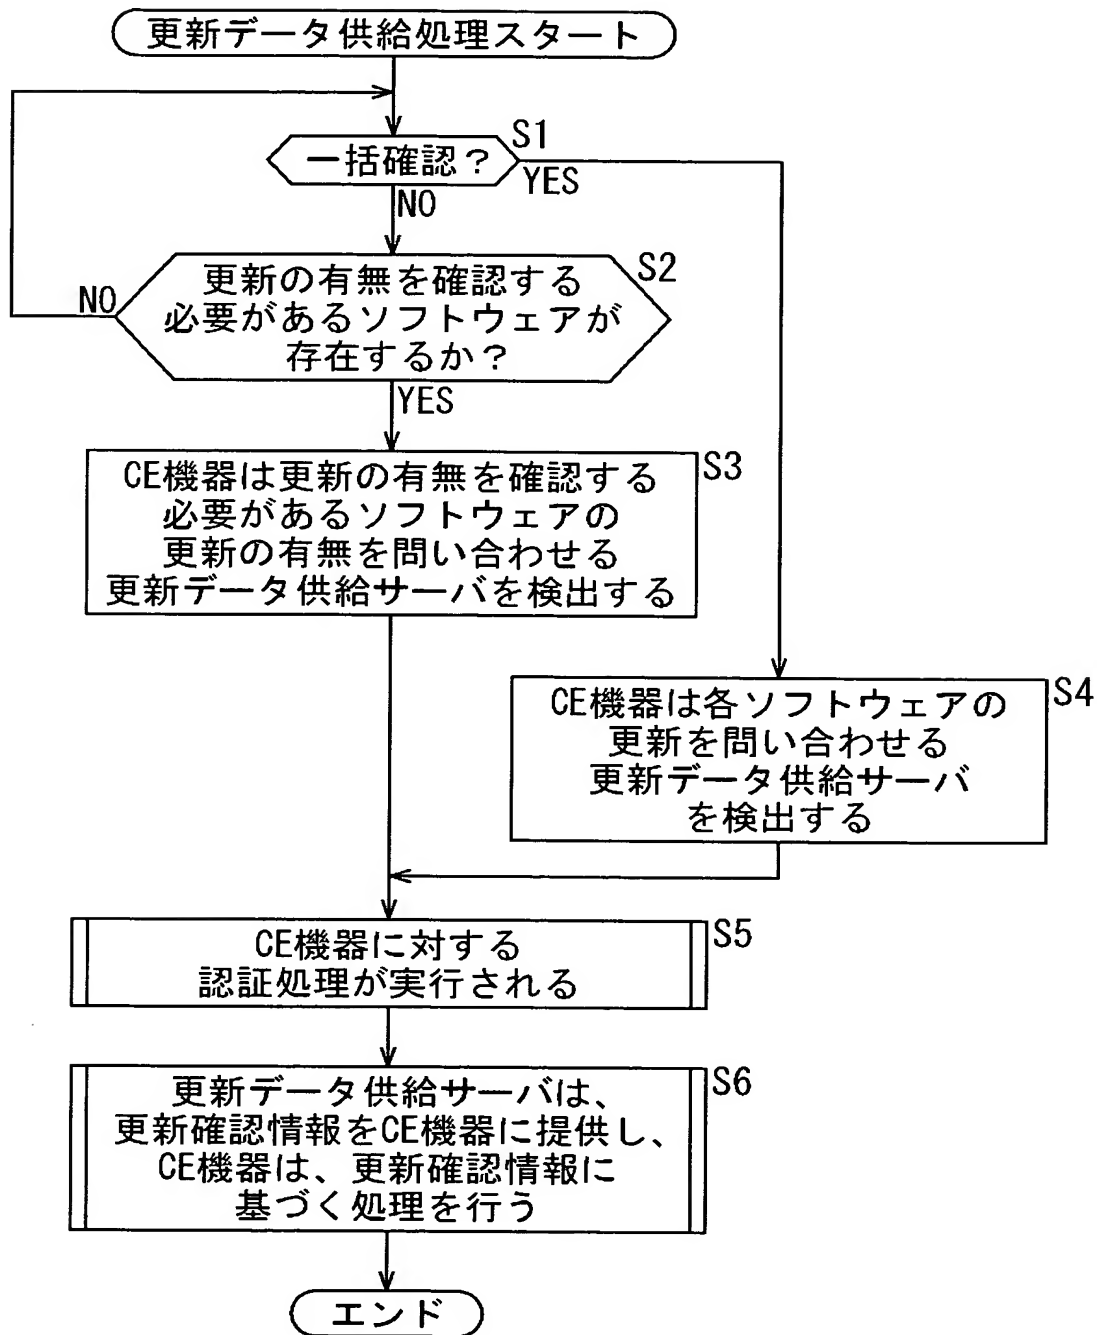 更新データ供給処理スタート
S1
一括確認?
YES
NO
S2
更新の有無を確認する
必要があるソフトウェアが
存在するか?
NO
YES
S3
CE機器は更新の有無を確認する
必要があるソフトウェアの
更新の有無を問い合わせる
更新データ供給サーバを検出する
S4
CE機器は各ソフトウェアの
更新を問い合わせる
更新データ供給サーバ
を検出する
S5
CE機器に対する
認証処理が実行される
S6
更新データ供給サーバは、
更新確認情報をCE機器に提供し、
CE機器は、更新確認情報に
基づく処理を行う
エンド